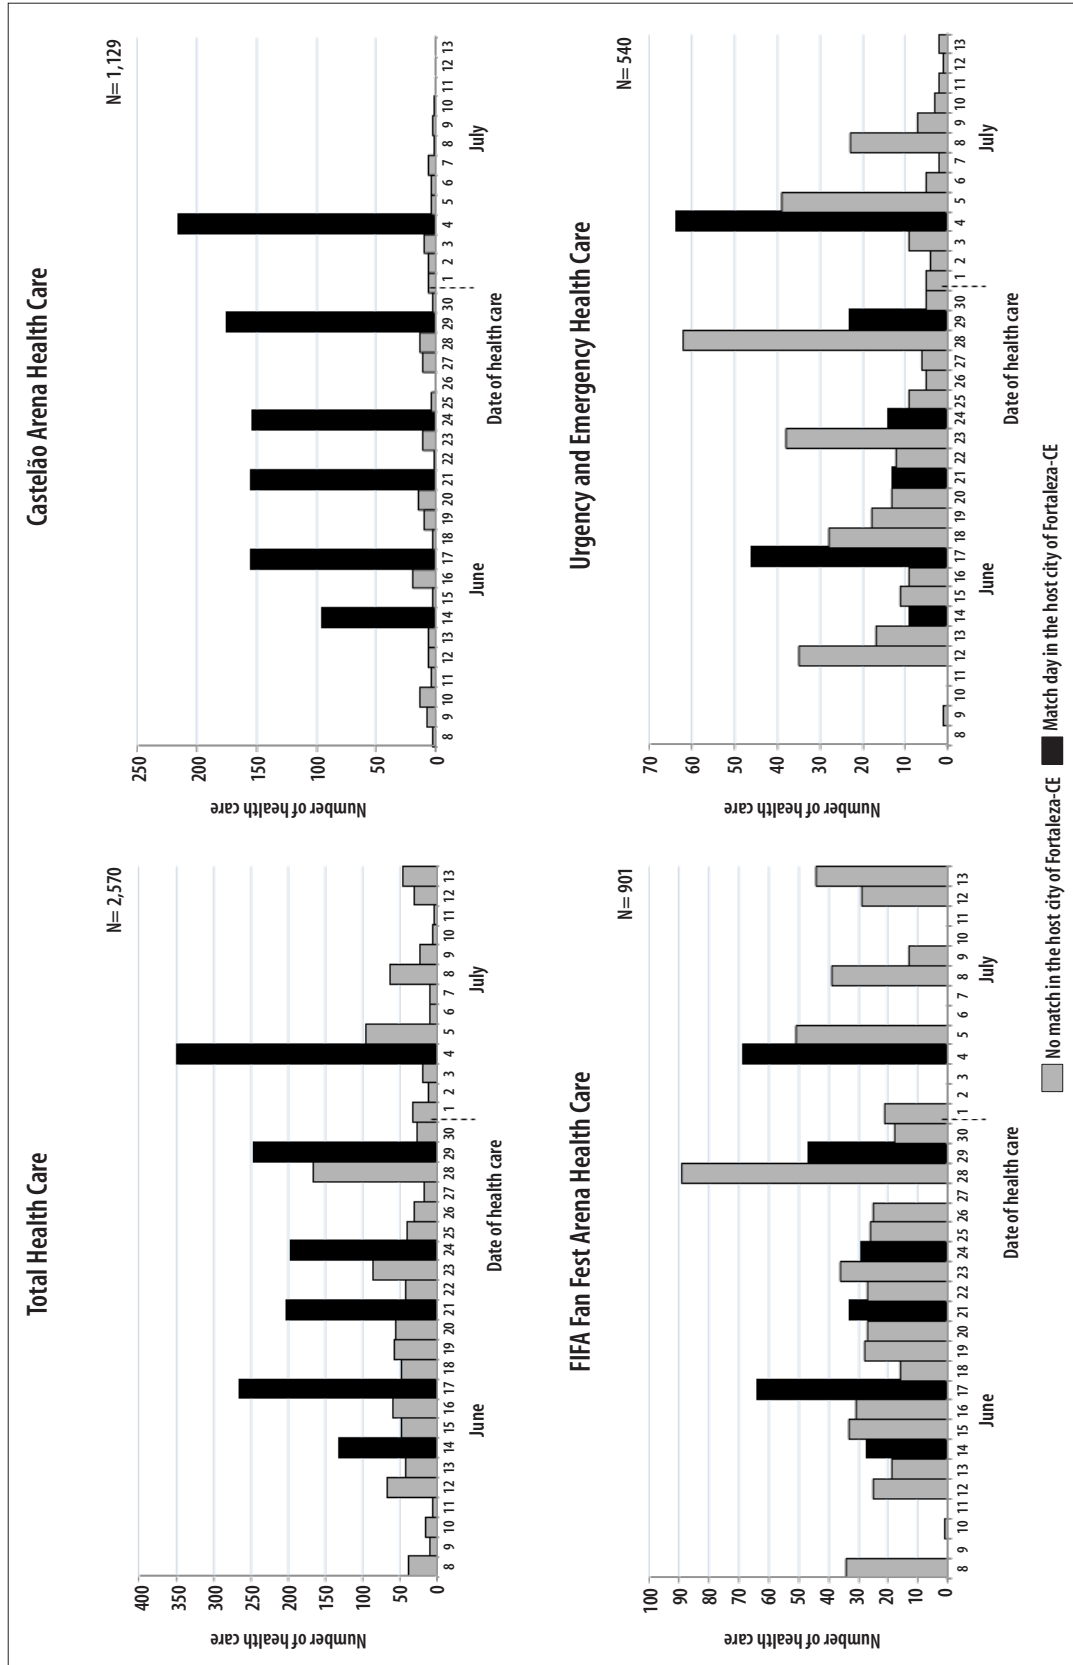 Total Health Care
N= 2,570
Number of health care
400
350
300
250
200
150
100
50
0
8 9 10 11 12 13 14 15 16 17 18 19 20 21 22 23 24 25 26 27 28 29 30 1 2 3 4 5 6 7 8 9 10 11 12 13
June
Date of health care
July
Castelão Arena Health Care
N= 1,129
Number of health care
250
200
150
100
50
0
8 9 10 11 12 13 14 15 16 17 18 19 20 21 22 23 24 25 26 27 28 29 30 1 2 3 4 5 6 7 8 9 10 11 12 13
June
Date of health care
July
FIFA Fan Fest Arena Health Care
N= 901
Number of health care
100
90
80
70
60
50
40
30
20
10
0
8 9 10 11 12 13 14 15 16 17 18 19 20 21 22 23 24 25 26 27 28 29 30 1 2 3 4 5 6 7 8 9 10 11 12 13
June
Date of health care
July
Urgency and Emergency Health Care
N= 540
Number of health care
70
60
50
40
30
20
10
0
8 9 10 11 12 13 14 15 16 17 18 19 20 21 22 23 24 25 26 27 28 29 30 1 2 3 4 5 6 7 8 9 10 11 12 13
June
Date of health care
July
No match in the host city of Fortaleza-CE
Match day in the host city of Fortaleza-CE